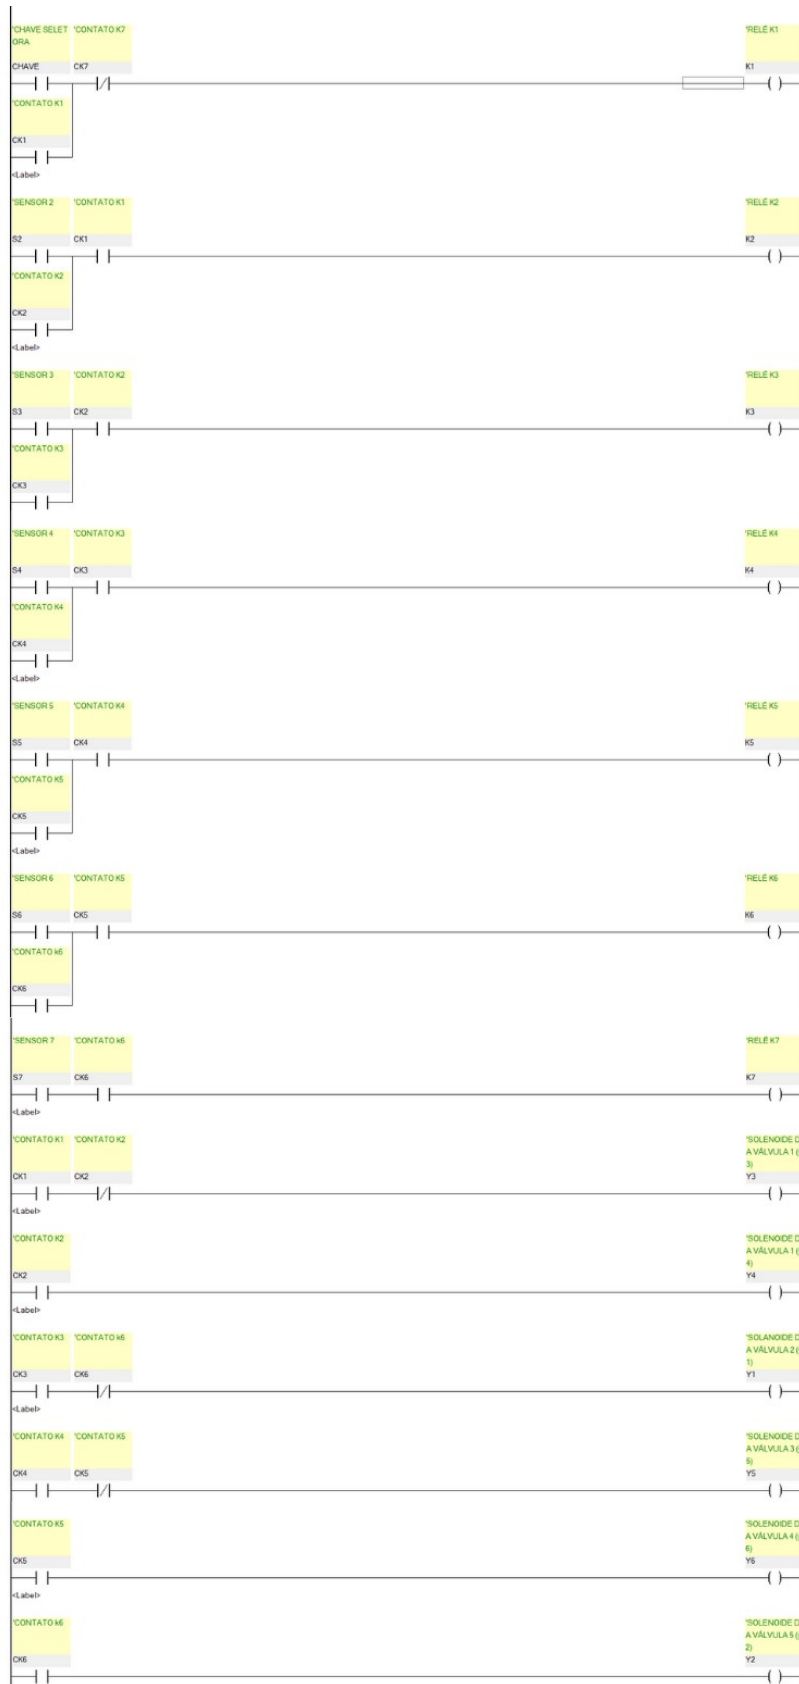 'CHAVE SELET 'CONTATO K7 'RELÉ K1
ORA
CHAVE CK7 K1
'CONTATO K1
CK1
<Label>
'SENSOR 2 'CONTATO K1 'RELÉ K2
S2 CK1 K2
'CONTATO K2
CK2
<Label>
'SENSOR 3 'CONTATO K2 'RELÉ K3
S3 CK2 K3
'CONTATO K3
CK3
'SENSOR 4 'CONTATO K3 'RELÉ K4
S4 CK3 K4
'CONTATO K4
CK4
<Label>
'SENSOR 5 'CONTATO K4 'RELÉ K5
S5 CK4 K5
'CONTATO K5
CK5
<Label>
'SENSOR 6 'CONTATO K5 'RELÉ K6
S6 CK5 K6
'CONTATO k6
CK6
'SENSOR 7 'CONTATO k6 'RELÉ K7
S7 CK6 K7
<Label>
'CONTATO K1 'CONTATO K2 'SOLENOIDE D
A VÁLVULA 1 (
3)
CK1 CK2 Y3
<Label>
'CONTATO K2 'SOLENOIDE D
A VÁLVULA 1 (
4)
CK2 Y4
<Label>
'CONTATO K3 'CONTATO k6 'SOLANOIDE D
A VÁLVULA 2 (
1)
CK3 CK6 Y1
<Label>
'CONTATO K4 'CONTATO K5 'SOLENOIDE D
A VÁLVULA 3 (
5)
CK4 CK5 Y5
'CONTATO K5 'SOLENOIDE D
A VÁLVULA 4 (
6)
CK5 Y6
<Label>
'CONTATO k6 'SOLENOIDE D
A VÁLVULA 5 (
2)
CK6 Y2